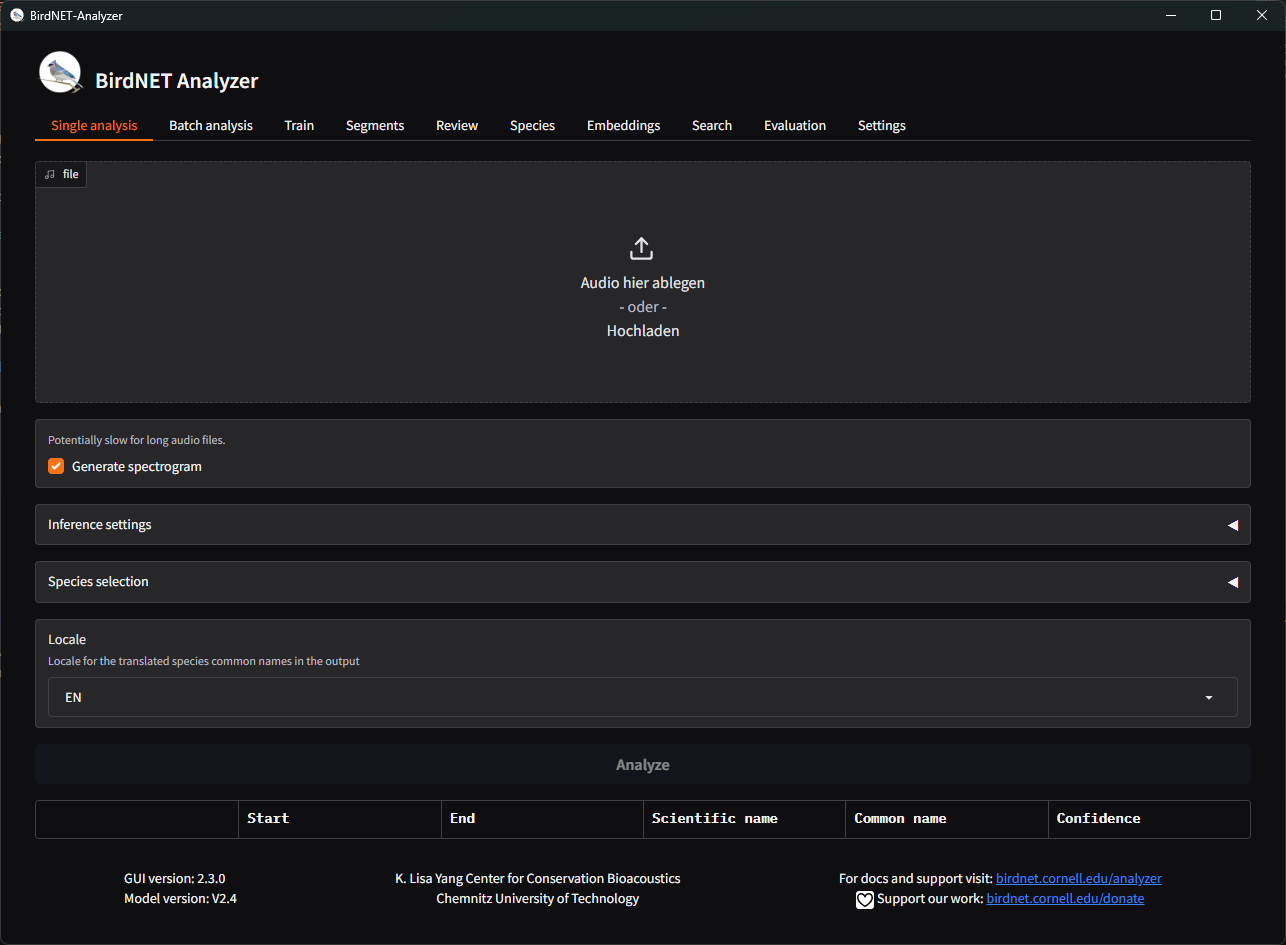 BirdNET-Analyzer
BirdNET Analyzer
Single analysis Batch analysis Train Segments Review Species Embeddings Search Evaluation Settings
file
Audio hier ablegen
- oder -
Hochladen
Potentially slow for long audio files.
Generate spectrogram
Inference settings
Species selection
Locale
Locale for the translated species common names in the output
EN
Analyze
Start End Scientific name Common name Confidence
GUI version: 2.3.0
Model version: V2.4
K. Lisa Yang Center for Conservation Bioacoustics
Chemnitz University of Technology
For docs and support visit: birdnet.cornell.edu/analyzer
Support our work: birdnet.cornell.edu/donate